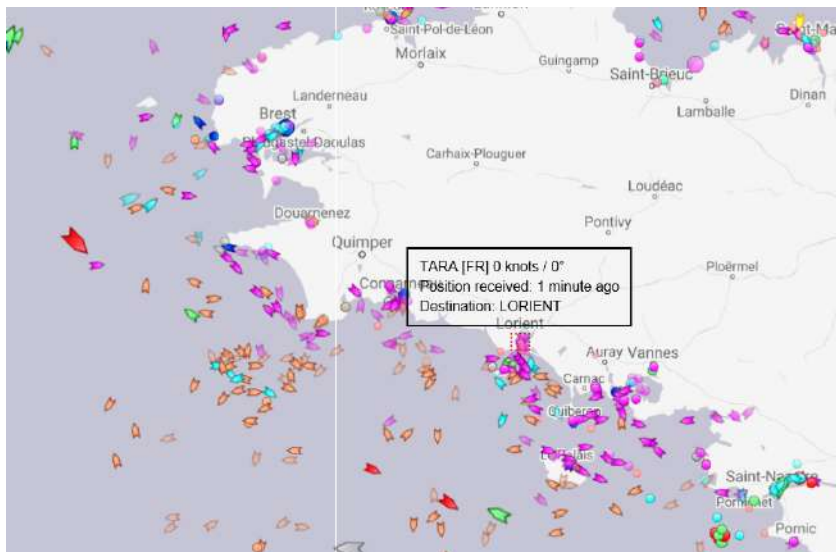 Saint-Pol-de-Léon
Morlaix
Guingamp
Saint-Brieuc
Landerneau
Lamballe
Dinan
Brest
Plougastel-Daoulas
Carhaix-Plouguer
Loudéac
Douarnenez
Pontivy
Quimper
TARA [FR] 0 knots / 0°
Ploërmel
Position received: 1 minute ago
Destination: LORIENT
Lorient
Auray
Vannes
Carnac
Quiberon
Le Palais
Saint-Nazaire
Pornichet
Pornic